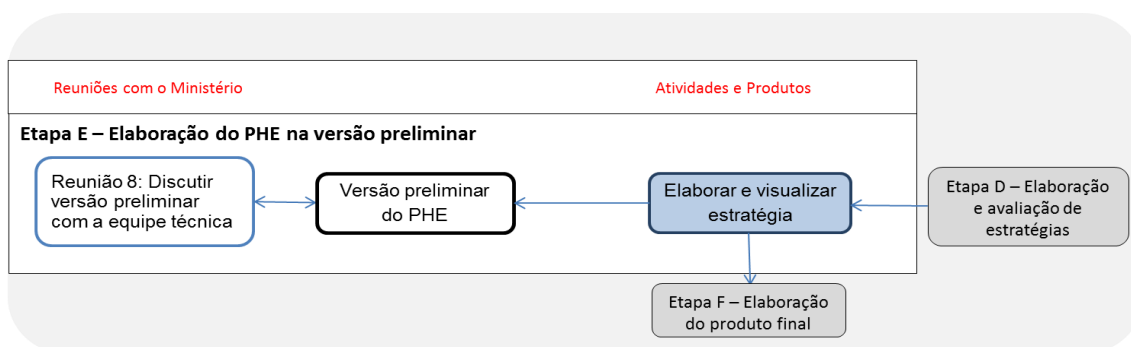 Reuniões com o Ministério
Atividades e Produtos
Etapa E – Elaboração do PHE na versão preliminar
Reunião 8: Discutir
versão preliminar
com a equipe técnica
Versão preliminar
do PHE
Elaborar e visualizar
estratégia
Etapa D – Elaboração
e avaliação de
estratégias
Etapa F – Elaboração
do produto final